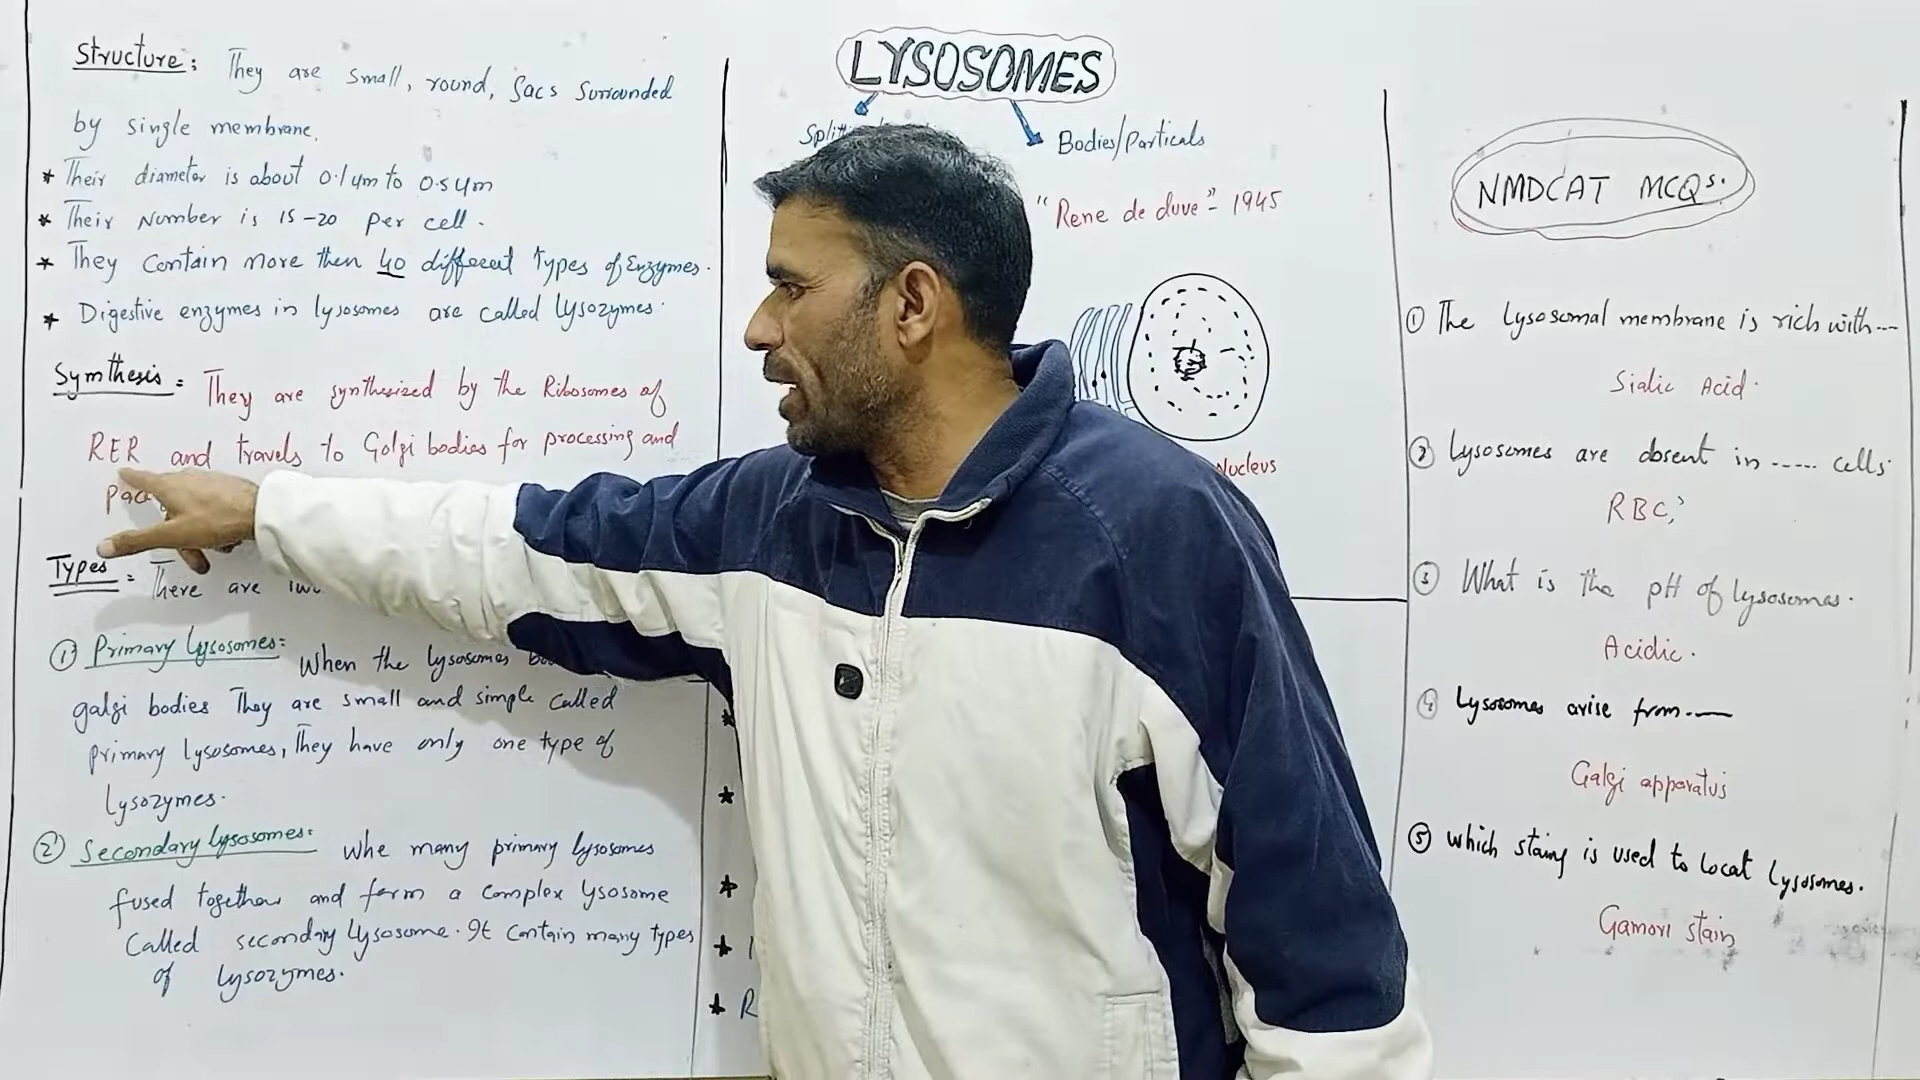 Structure: They are small, round, Sacs Surrounded
by single membrane.
* Their diameter is about 0.1 µm to 0.5 µm
* Their Number is 15-20 Per cell.
* They contain more then 40 different Types of Enzymes.
* Digestive enzymes in lysosomes are called lysozymes.
Synthesis = They are synthesized by the Ribosomes of
RER and travels to Golgi bodies for processing and
Types = There are
① Primary lysosomes:= When the lysosomes
galgi bodies They are small and simple called
primary lysosomes, They have only one type of
lysozymes.
② Secondary lysosomes:= Whe many primary lysosomes
fused together and form a complex lysosome
called secondary lysosome. It contain many types
of lysozymes.
LYSOSOMES
Bodies/Particals
"Rene de duve" - 1945
Nucleus
*
*
*
*
* R
NMDCAT MCQs.
① The lysosomal membrane is rich with ---
Sialic Acid.
② Lysosomes are absent in ----- cells
RBC,s
③ What is the pH of lysosomes.
Acidic.
④ Lysosomes arise from ---
Galgi apparatus
⑤ which staing is used to locat lysosomes.
Gamori stain